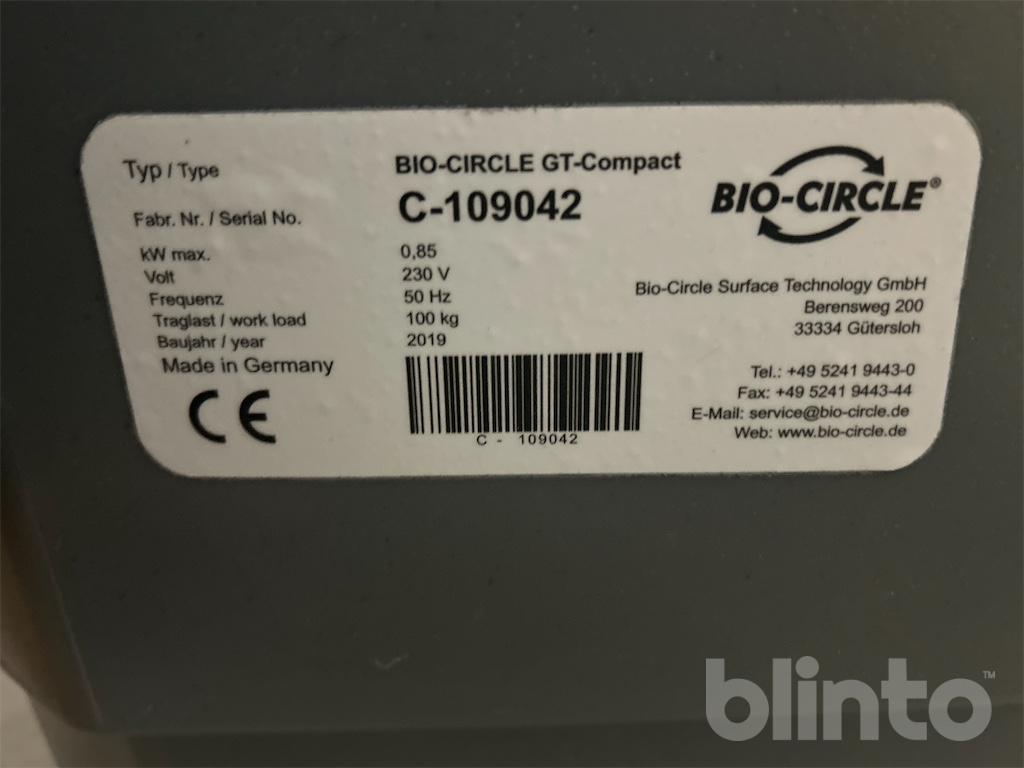 Typ / Type BIO-CIRCLE GT-Compact
Fabr. Nr. / Serial No. C-109042
kW max. 0,85
Volt 230 V
Frequenz 50 Hz
Traglast / work load 100 kg
Baujahr / year 2019
Made in Germany
CE
C - 109042
BIO-CIRCLE®
Bio-Circle Surface Technology GmbH
Berensweg 200
33334 Gütersloh
Tel.: +49 5241 9443-0
Fax: +49 5241 9443-44
E-Mail: service@bio-circle.de
Web: www.bio-circle.de
blinto™